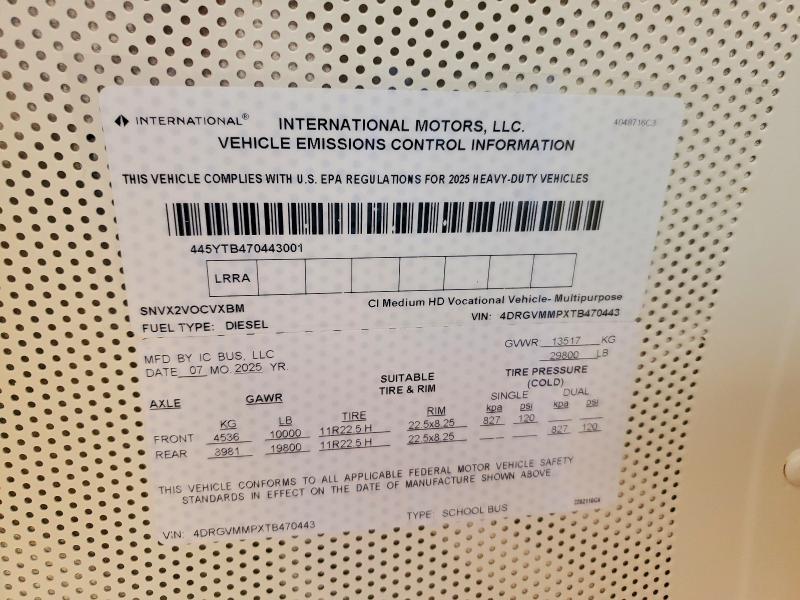 INTERNATIONAL®
INTERNATIONAL MOTORS, LLC.
4048716C3
VEHICLE EMISSIONS CONTROL INFORMATION
THIS VEHICLE COMPLIES WITH U.S. EPA REGULATIONS FOR 2025 HEAVY-DUTY VEHICLES
445YTB470443001
LRRA
SNVX2VOCVXBM
CI Medium HD Vocational Vehicle- Multipurpose
FUEL TYPE: DIESEL
VIN: 4DRGVMMPXTB470443
MFD BY IC BUS, LLC
GVWR 13517 KG
DATE 07 MO. 2025 YR.
29800 LB
SUITABLE
TIRE & RIM
TIRE PRESSURE
(COLD)
AXLE GAWR
SINGLE DUAL
KG LB TIRE RIM kpa psi kpa psi
FRONT 4536 10000 11R22.5 H 22.5x8.25 827 120
REAR 8981 19800 11R22.5 H 22.5x8.25 827 120
THIS VEHICLE CONFORMS TO ALL APPLICABLE FEDERAL MOTOR VEHICLE SAFETY
STANDARDS IN EFFECT ON THE DATE OF MANUFACTURE SHOWN ABOVE.
VIN: 4DRGVMMPXTB470443
TYPE SCHOOL BUS